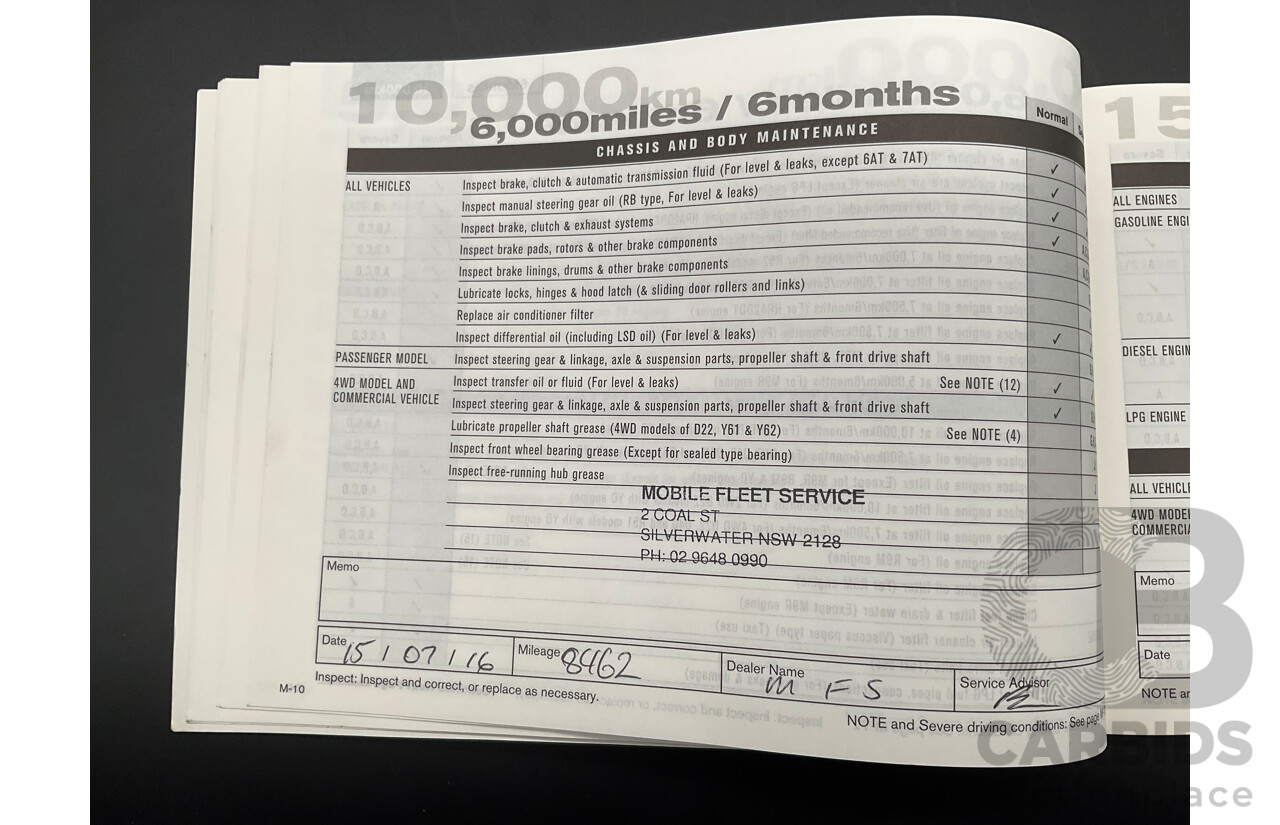 10,000km
6,000miles / 6months
CHASSIS AND BODY MAINTENANCE
Normal
ALL VEHICLES
Inspect brake, clutch & automatic transmission fluid (For level & leaks, except 6AT & 7AT) ✓
Inspect manual steering gear oil (RB type, For level & leaks) ✓
Inspect brake, clutch & exhaust systems ✓
Inspect brake pads, rotors & other brake components ✓
Inspect brake linings, drums & other brake components
Lubricate locks, hinges & hood latch (& sliding door rollers and links)
Replace air conditioner filter
Inspect differential oil (including LSD oil) (For level & leaks) ✓
PASSENGER MODEL Inspect steering gear & linkage, axle & suspension parts, propeller shaft & front drive shaft
4WD MODEL AND
COMMERCIAL VEHICLE
Inspect transfer oil or fluid (For level & leaks) See NOTE (12) ✓
Inspect steering gear & linkage, axle & suspension parts, propeller shaft & front drive shaft ✓
Lubricate propeller shaft grease (4WD models of D22, Y61 & Y62) See NOTE (4)
Inspect front wheel bearing grease (Except for sealed type bearing)
Inspect free-running hub grease
MOBILE FLEET SERVICE
2 COAL ST
SILVERWATER NSW 2128
PH: 02 9648 0990
Memo
Date 15 / 07 / 16 Mileage 8462 Dealer Name M F S Service Advisor
Inspect: Inspect and correct, or replace as necessary.
M-10
NOTE and Severe driving conditions: See page
15
ALL ENGINES
GASOLINE ENGI
DIESEL ENGIN
LPG ENGINE
ALL VEHICLE
4WD MODEL
COMMERCIA
Memo
Date
NOTE an
CARBIDS